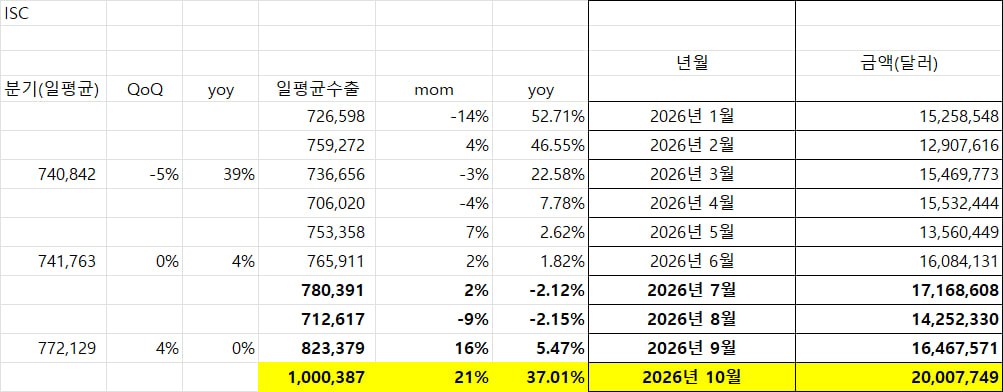 ISC
년월 금액(달러)
분기(일평균) QoQ yoy 일평균수출 mom yoy
726,598 -14% 52.71% 2026년 1월 15,258,548
759,272 4% 46.55% 2026년 2월 12,907,616
740,842 -5% 39% 736,656 -3% 22.58% 2026년 3월 15,469,773
706,020 -4% 7.78% 2026년 4월 15,532,444
753,358 7% 2.62% 2026년 5월 13,560,449
741,763 0% 4% 765,911 2% 1.82% 2026년 6월 16,084,131
780,391 2% -2.12% 2026년 7월 17,168,608
712,617 -9% -2.15% 2026년 8월 14,252,330
772,129 4% 0% 823,379 16% 5.47% 2026년 9월 16,467,571
1,000,387 21% 37.01% 2026년 10월 20,007,749